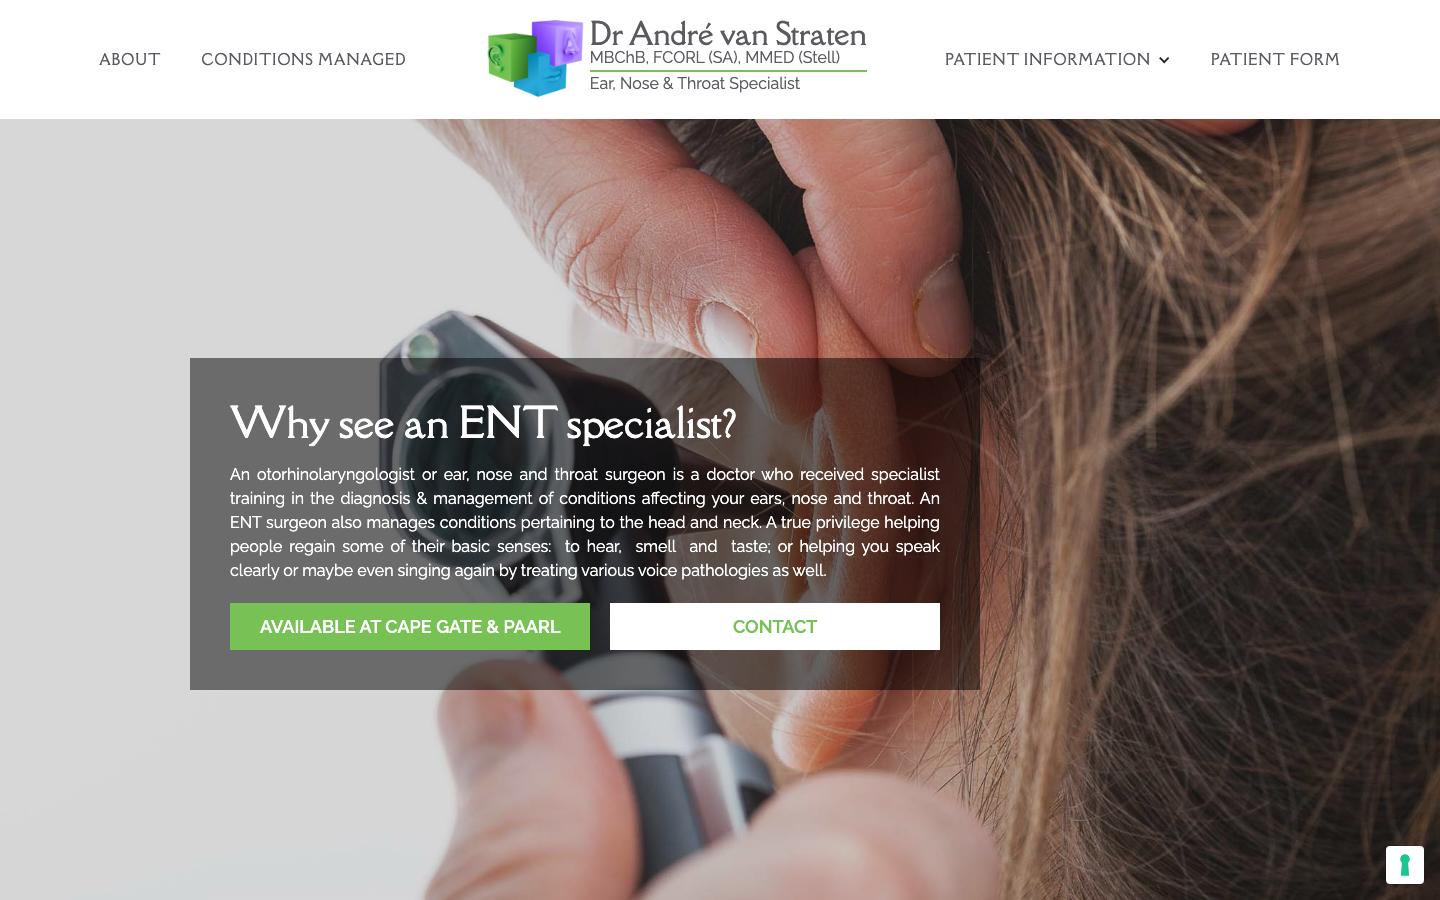 ABOUT
CONDITIONS MANAGED
Dr André van Straten
MBChB, FCORL (SA), MMED (Stell)
Ear, Nose & Throat Specialist
PATIENT INFORMATION
PATIENT FORM
Why see an ENT specialist?
An otorhinolaryngologist or ear, nose and throat surgeon is a doctor who received specialist
training in the diagnosis & management of conditions affecting your ears, nose and throat. An
ENT surgeon also manages conditions pertaining to the head and neck. A true privilege helping
people regain some of their basic senses: to hear, smell and taste; or helping you speak
clearly or maybe even singing again by treating various voice pathologies as well.
AVAILABLE AT CAPE GATE & PAARL
CONTACT